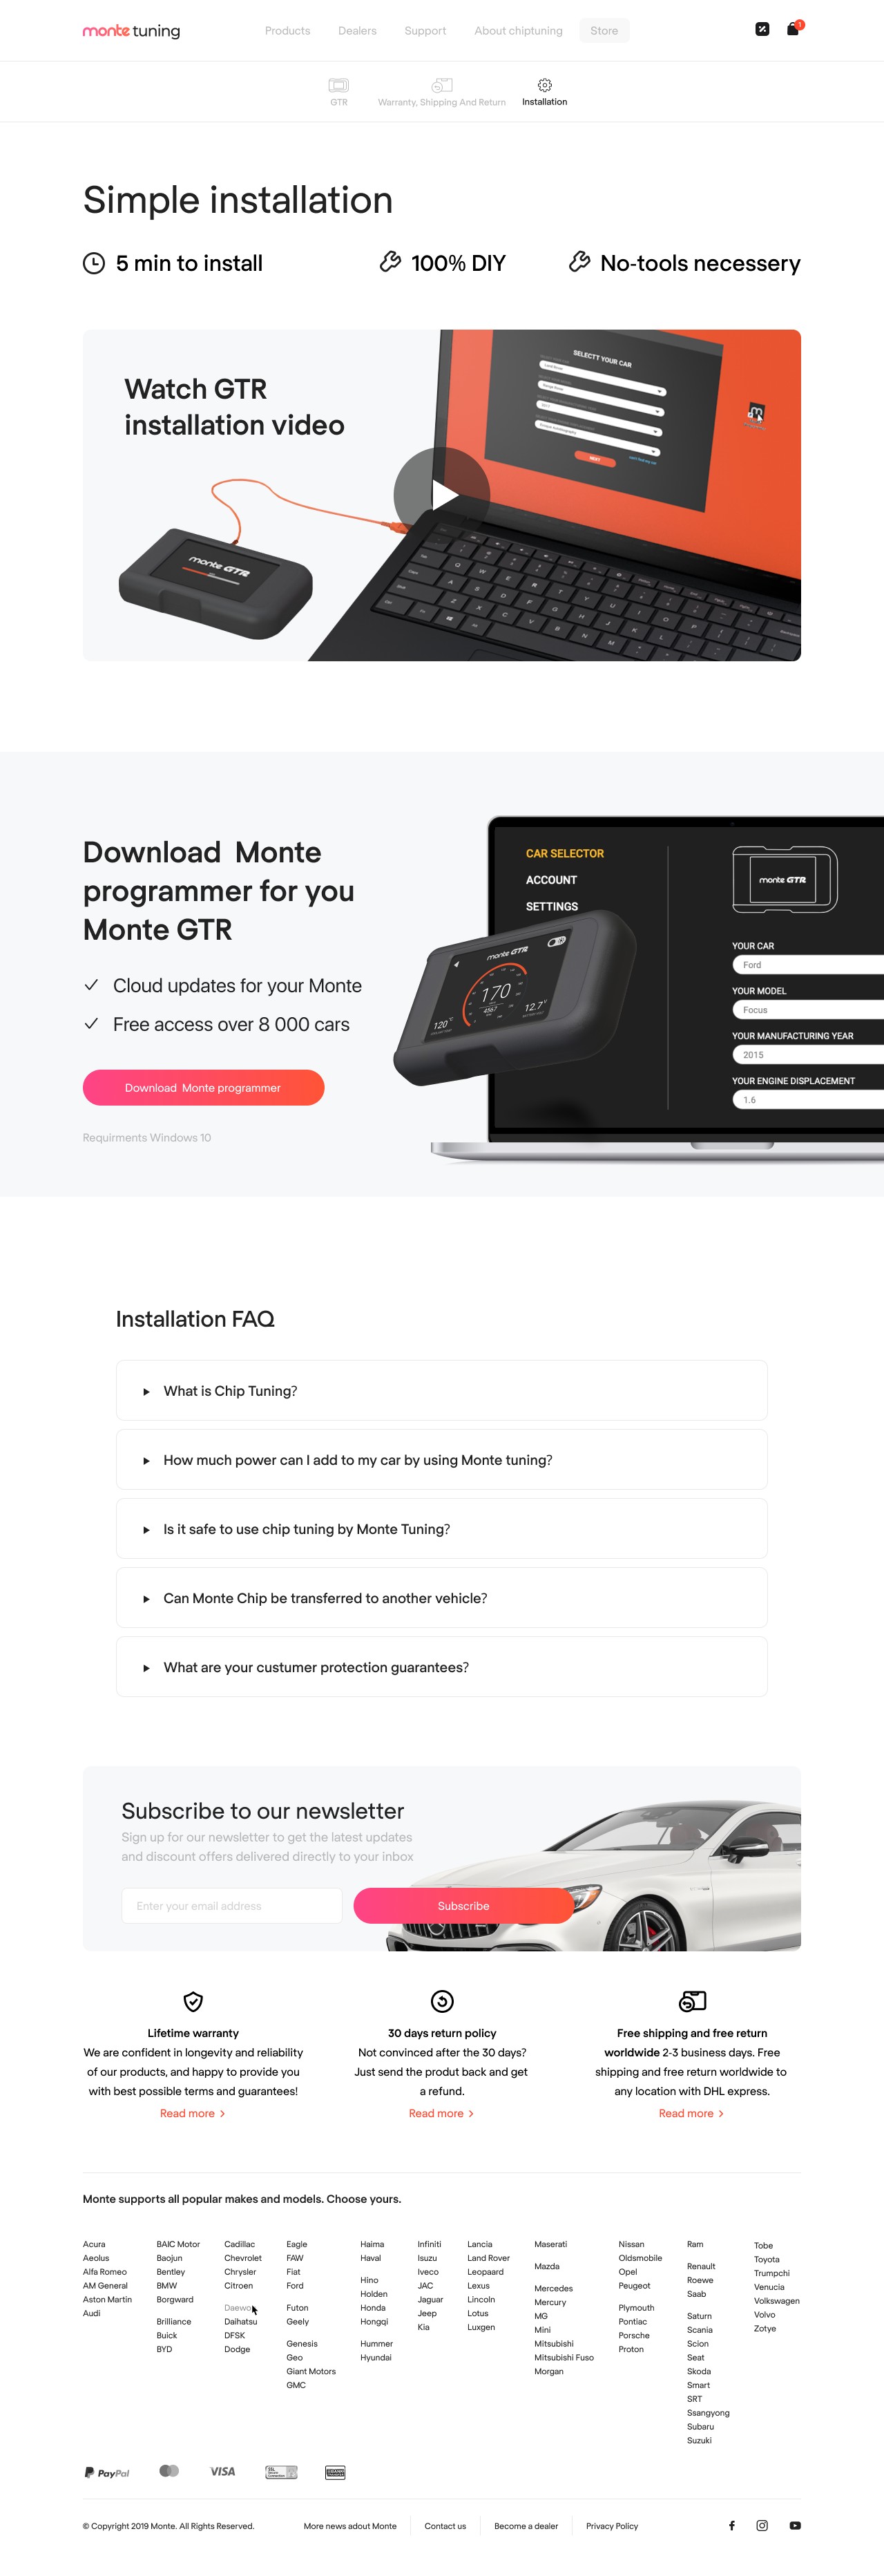 monte tuning
Products
Dealers
Support
About chiptuning
Store
1
GTR
Warranty, Shipping And Return
Installation
Simple installation
5 min to install
100% DIY
No-tools necessery
Watch GTR
installation video
SELECTT YOUR CAR
NEXT
monte GTR
Download Monte
programmer for you
Monte GTR
Cloud updates for your Monte
Free access over 8 000 cars
Download Monte programmer
Requirments Windows 10
CAR SELECTOR
ACCOUNT
SETTINGS
monte GTR
YOUR CAR
Ford
YOUR MODEL
Focus
YOUR MANUFACTURING YEAR
2015
YOUR ENGINE DISPLACEMENT
1.6
monte GTR
170
4567
120
12.7
Installation FAQ
What is Chip Tuning?
How much power can I add to my car by using Monte tuning?
Is it safe to use chip tuning by Monte Tuning?
Can Monte Chip be transferred to another vehicle?
What are your custumer protection guarantees?
Subscribe to our newsletter
Sign up for our newsletter to get the latest updates
and discount offers delivered directly to your inbox
Enter your email address
Subscribe
Lifetime warranty
We are confident in longevity and reliability
of our products, and happy to provide you
with best possible terms and guarantees!
Read more
30 days return policy
Not convinced after the 30 days?
Just send the produt back and get
a refund.
Read more
Free shipping and free return
worldwide 2-3 business days. Free
shipping and free return worldwide to
any location with DHL express.
Read more
Monte supports all popular makes and models. Choose yours.
Acura
Aeolus
Alfa Romeo
AM General
Aston Martin
Audi
BAIC Motor
Baojun
Bentley
BMW
Borgward
Brilliance
Buick
BYD
Cadillac
Chevrolet
Chrysler
Citroen
Daewo
Daihatsu
DFSK
Dodge
Eagle
FAW
Fiat
Ford
Futon
Geely
Genesis
Geo
Giant Motors
GMC
Haima
Haval
Hino
Holden
Honda
Hongqi
Hummer
Hyundai
Infiniti
Isuzu
Iveco
JAC
Jaguar
Jeep
Kia
Lancia
Land Rover
Leopaard
Lexus
Lincoln
Lotus
Luxgen
Maserati
Mazda
Mercedes
Mercury
MG
Mini
Mitsubishi
Mitsubishi Fuso
Morgan
Nissan
Oldsmobile
Opel
Peugeot
Plymouth
Pontiac
Porsche
Proton
Ram
Renault
Roewe
Saab
Saturn
Scania
Scion
Seat
Skoda
Smart
SRT
Ssangyong
Subaru
Suzuki
Tobe
Toyota
Trumpchi
Venucia
Volkswagen
Volvo
Zotye
PayPal
VISA
SSL
© Copyright 2019 Monte. All Rights Reserved.
More news adout Monte
Contact us
Become a dealer
Privacy Policy